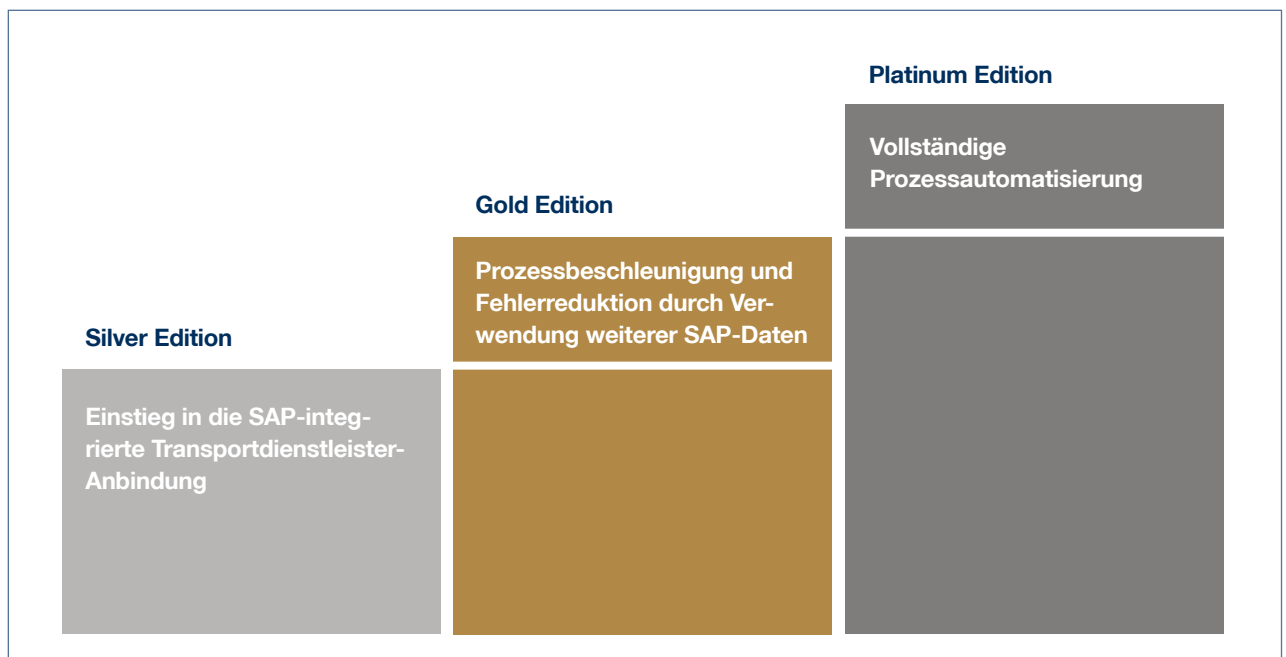 Silver Edition
Einstieg in die SAP-integ-
rierte Transportdienstleister-
Anbindung
Gold Edition
Prozessbeschleunigung und
Fehlerreduktion durch Ver-
wendung weiterer SAP-Daten
Platinum Edition
Vollständige
Prozessautomatisierung